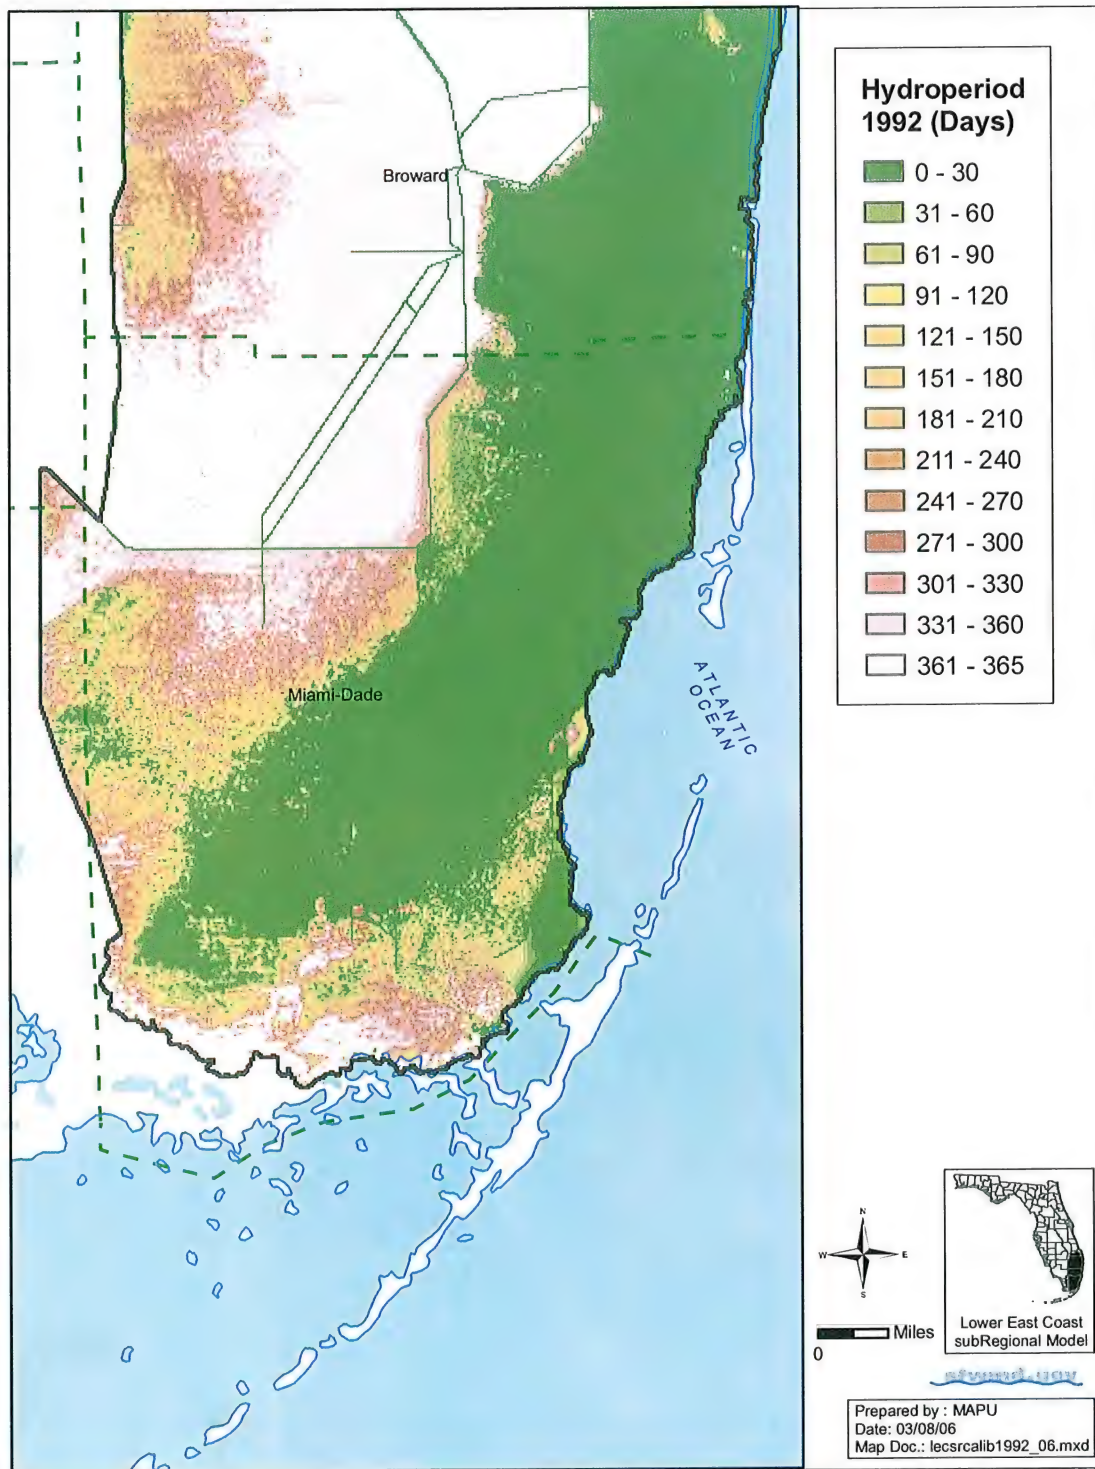 Hydroperiod
1992 (Days)
0 - 30
31 - 60
61 - 90
91 - 120
121 - 150
151 - 180
181 - 210
211 - 240
241 - 270
271 - 300
301 - 330
331 - 360
361 - 365
Broward
Miami-Dade
ATLANTIC
OCEAN
N
W
E
S
Miles
0
Lower East Coast
subRegional Model
sfwmd.gov
Prepared by : MAPU
Date: 03/08/06
Map Doc.: lecsrcalib1992_06.mxd